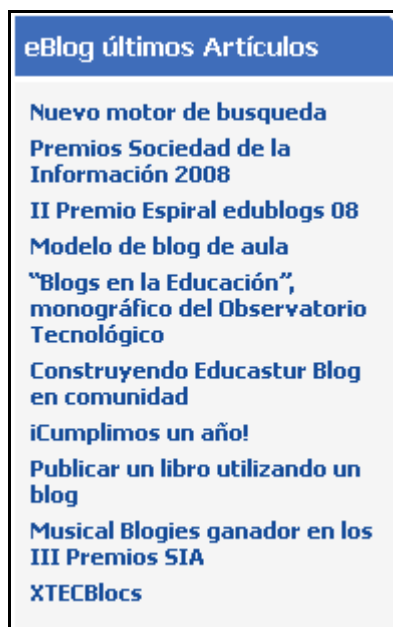 eBlog últimos Artículos
Nuevo motor de busqueda
Premios Sociedad de la
Información 2008
II Premio Espiral edublogs 08
Modelo de blog de aula
“Blogs en la Educación”,
monográfico del Observatorio
Tecnológico
Construyendo Educastur Blog
en comunidad
¡Cumplimos un año!
Publicar un libro utilizando un
blog
Musical Blogies ganador en los
III Premios SIA
XTECBlocs